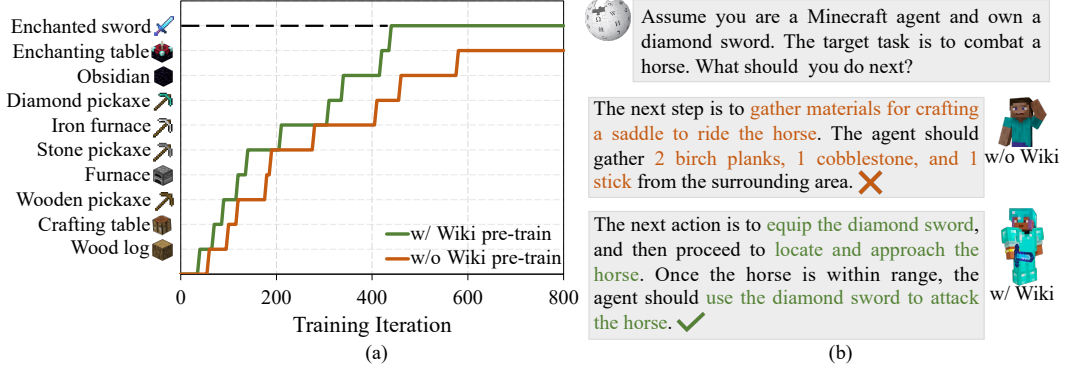 Enchanted sword
Enchanting table
Obsidian
Diamond pickaxe
Iron furnace
Stone pickaxe
Furnace
Wooden pickaxe
Crafting table
Wood log
w/ Wiki pre-train
w/o Wiki pre-train
0 200 400 600 800
Training Iteration
(a)
Assume you are a Minecraft agent and own a
diamond sword. The target task is to combat a
horse. What should you do next?
The next step is to gather materials for crafting
a saddle to ride the horse. The agent should
gather 2 birch planks, 1 cobblestone, and 1
stick from the surrounding area.
w/o Wiki
The next action is to equip the diamond sword,
and then proceed to locate and approach the
horse. Once the horse is within range, the
agent should use the diamond sword to attack
the horse.
w/ Wiki
(b)